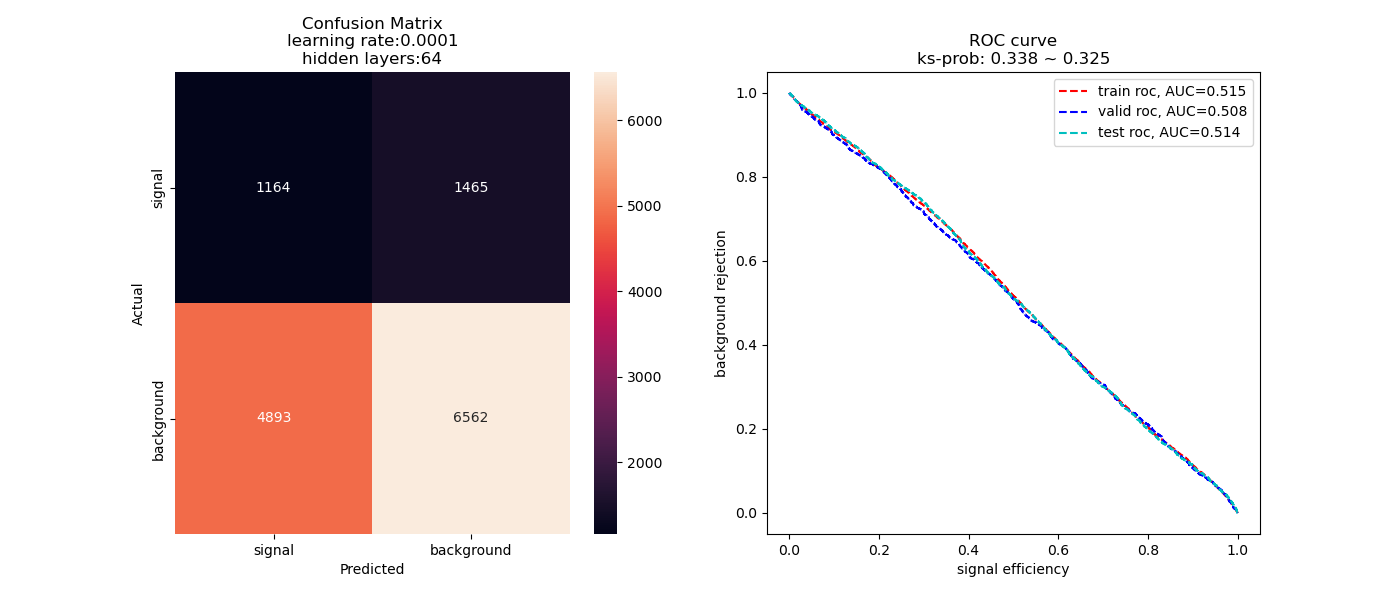 Confusion Matrix
learning rate:0.0001
hidden layers:64
signal
background
Actual
1164
1465
4893
6562
signal
background
Predicted
6000
5000
4000
3000
2000
ROC curve
ks-prob: 0.338 ~ 0.325
train roc, AUC=0.515
valid roc, AUC=0.508
test roc, AUC=0.514
background rejection
1.0
0.8
0.6
0.4
0.2
0.0
0.0
0.2
0.4
0.6
0.8
1.0
signal efficiency